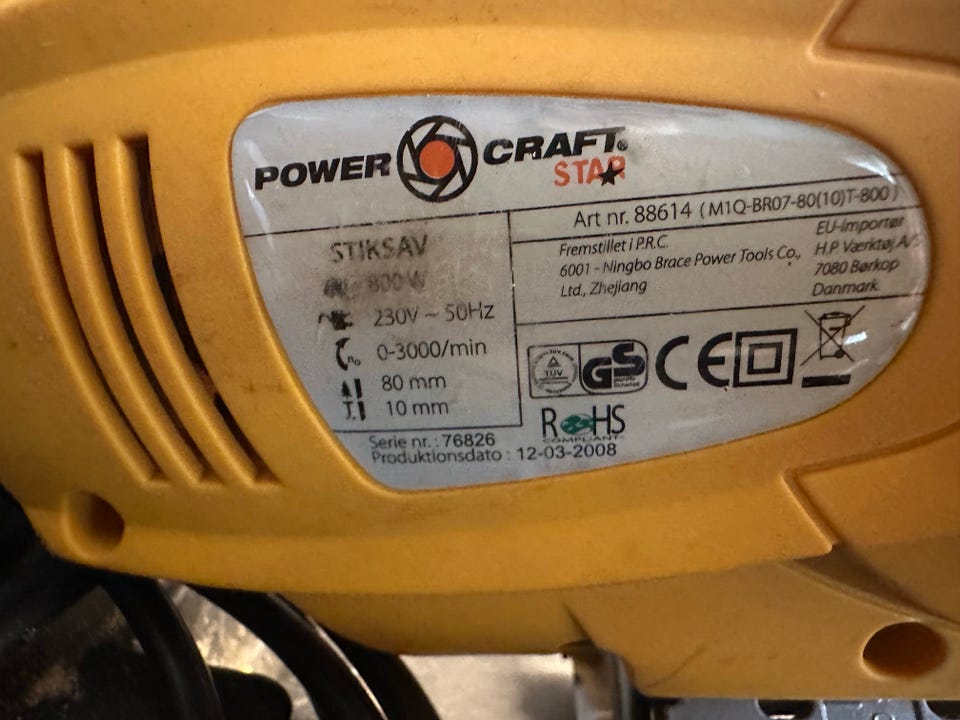 POWER CRAFT®
STAR
Art nr. 88614 ( M1Q-BR07-80(10)T-800 )
STIKSAV
800 W
230V ~ 50Hz
0-3000/min
80 mm
10 mm
Fremstillet i P.R.C.
6001 - Ningbo Brace Power Tools Co.,
Ltd., Zhejiang
EU-Importør
H.P. Værktøj A/S
7080 Børkop
Danmark
TÜV
GS
CE
RoHS
COMPLIANT
Serie nr. : 76826
Produktionsdato : 12-03-2008